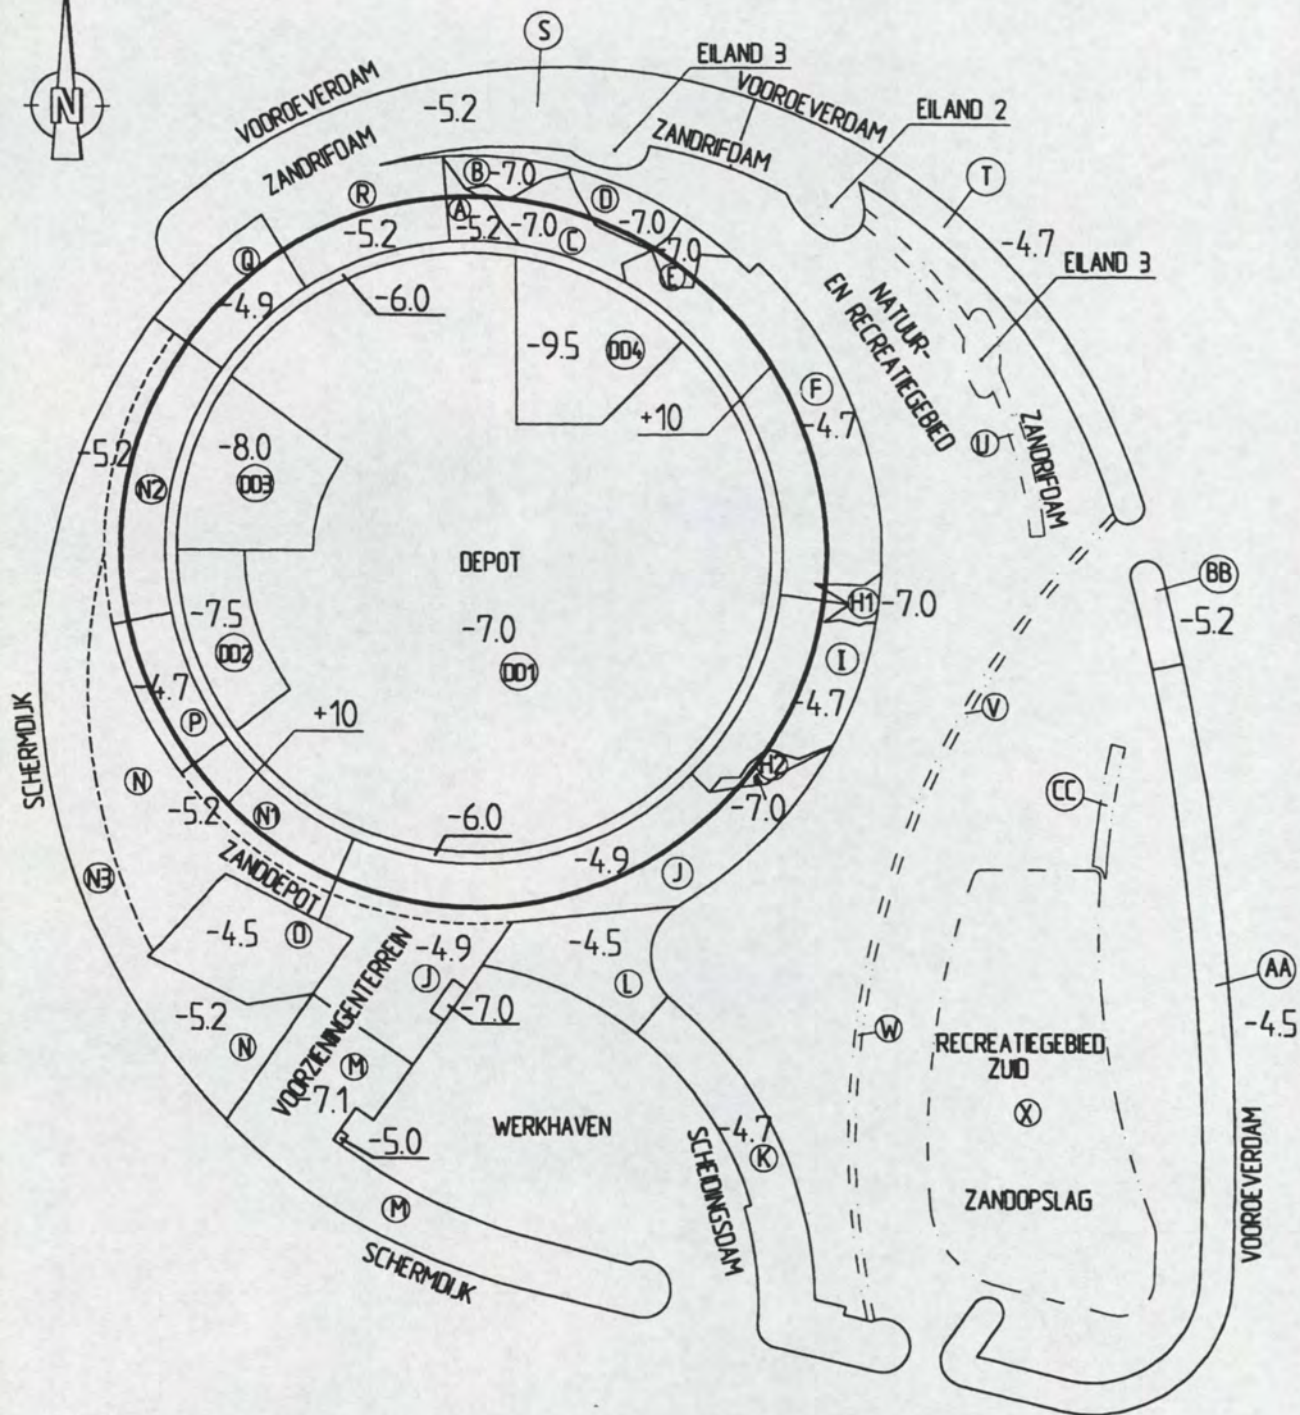 N
S
EILAND 3
VOOROEVERDAM
VOOROEVERDAM
-5.2
EILAND 2
ZANDRIFDAM
ZANDRIFDAM
T
B -7.0
R
D
-4.7
A
-5.2
-5.2
-7.0
C
-7.0
-7.0
EILAND 3
Q
E
-4.9
-6.0
NATUUR-
EN RECREATIEGEBIED
-9.5
DD4
F
+10
-4.7
ZANDRIFDAM
U
-5.2
-8.0
DD3
N2
DEPOT
BB
-5.2
H1 -7.0
-7.5
DD2
-7.0
DD1
I
-4.7
4.7
P
V
+10
SCHERMDIJK
N
-5.2
H2
-7.0
CC
N1
-6.0
-4.9
J
ZANDDEPOT
N3
-4.5
O
-4.9
J
-4.5
L
AA
-4.5
-7.0
-5.2
N
VOORZIENINGENTERREIN
W
RECREATIEGEBIED
ZUID
X
M
-7.1
WERKHAVEN
-5.0
-4.7
K
SCHEIDINGSDAM
VOOROEVERDAM
ZANDOPSLAG
M
SCHERMDIJK